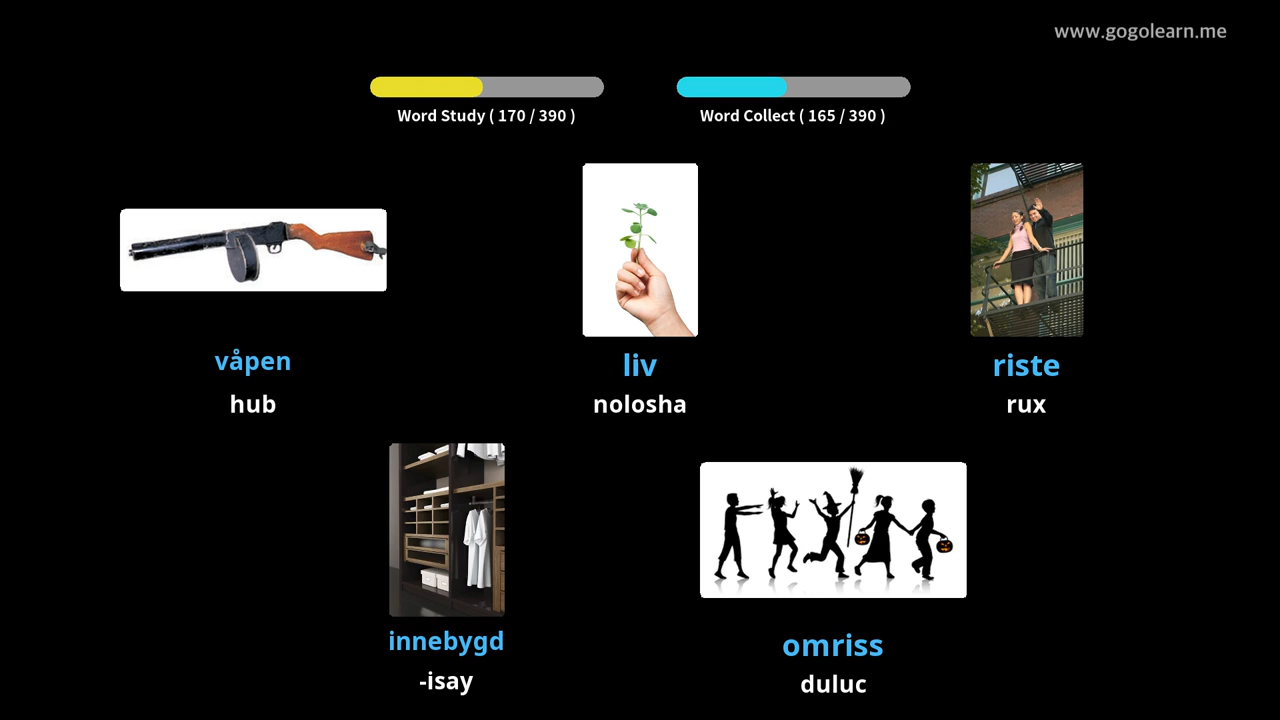 www.gogolearn.me
Word Study ( 170 / 390 )
Word Collect ( 165 / 390 )
våpen
hub
liv
nolosha
riste
rux
innebygd
-isay
omriss
duluc